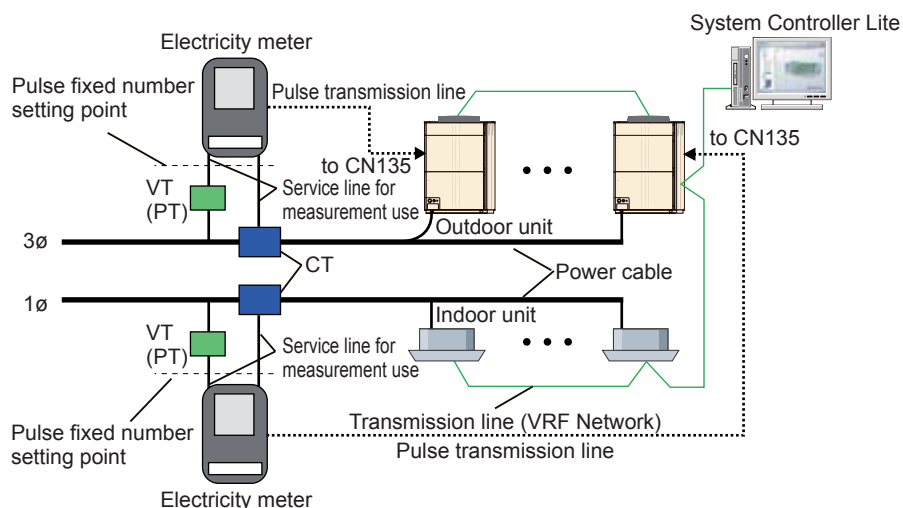 System Controller Lite
Electricity meter
Pulse fixed number
setting point
Pulse transmission line
to CN135
to CN135
VT
(PT)
Service line for
measurement use
Outdoor unit
3ø
CT
Power cable
1ø
Indoor unit
VT
(PT)
Service line for
measurement use
Transmission line (VRF Network)
Pulse fixed number
setting point
Pulse transmission line
Electricity meter